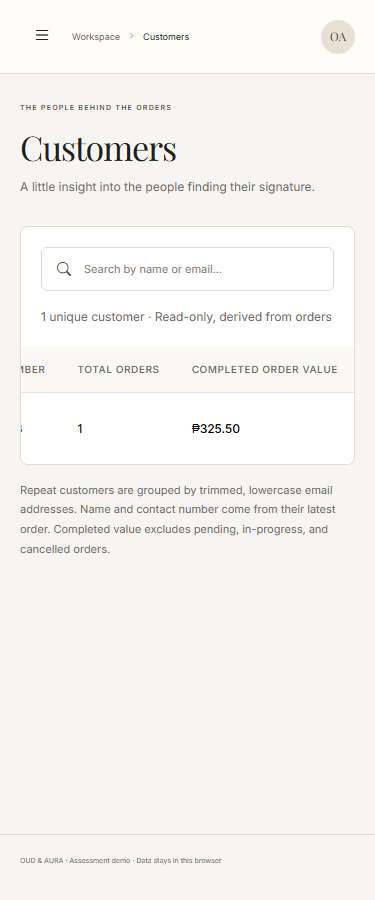 Workspace > Customers OA
THE PEOPLE BEHIND THE ORDERS
Customers
A little insight into the people finding their signature.
Search by name or email...
1 unique customer · Read-only, derived from orders
MBER TOTAL ORDERS COMPLETED ORDER VALUE
1 ₱325.50
Repeat customers are grouped by trimmed, lowercase email
addresses. Name and contact number come from their latest
order. Completed value excludes pending, in-progress, and
cancelled orders.
OUD & AURA · Assessment demo · Data stays in this browser